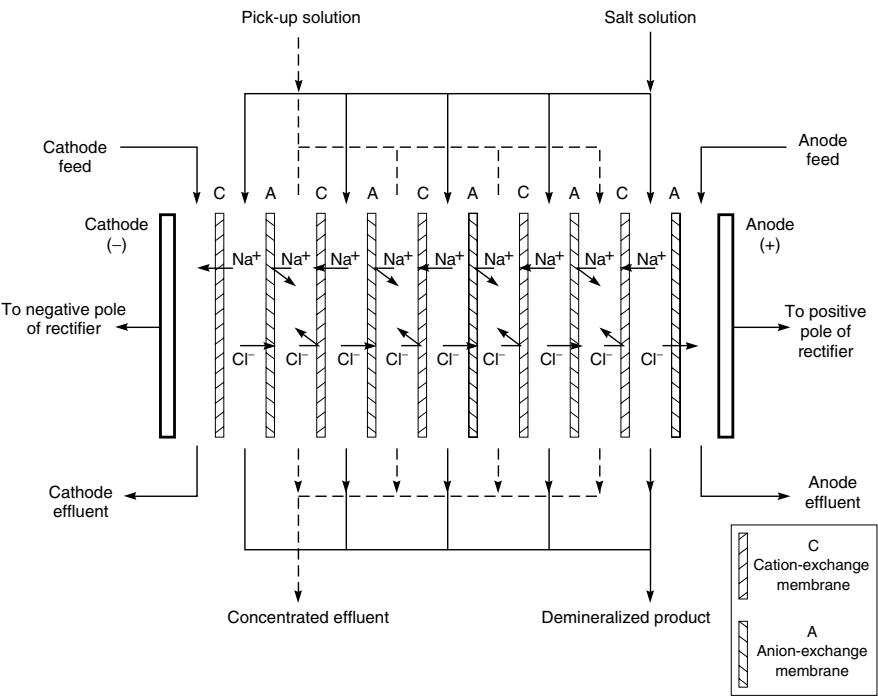 Pick-up solution
Salt solution
Cathode
feed
Anode
feed
C A C A C A C A C A
Cathode
(–)
Anode
(+)
Na+ Na+ Na+ Na+ Na+ Na+ Na+ Na+ Na+
To negative pole
of rectifier
To positive
pole of
rectifier
Cl– Cl– Cl– Cl– Cl– Cl– Cl– Cl– Cl–
Cathode
effluent
Anode
effluent
Concentrated effluent
Demineralized product
C
Cation-exchange
membrane
A
Anion-exchange
membrane